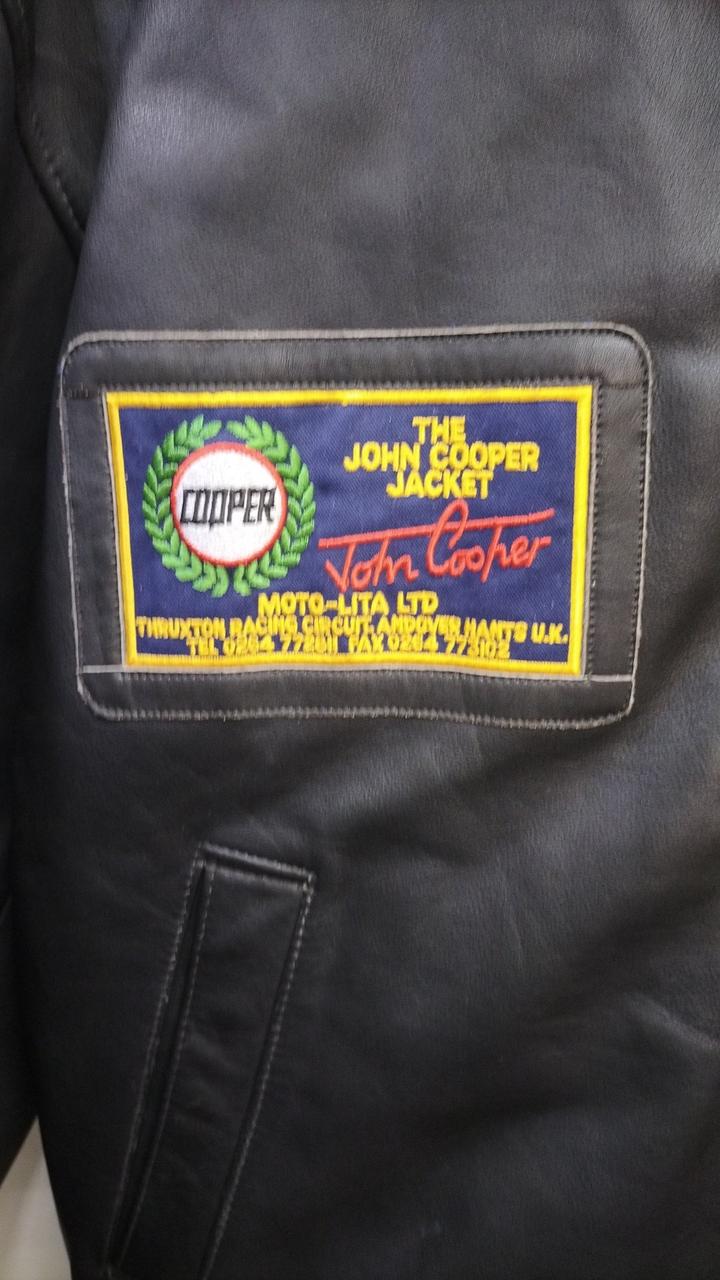 COOPER
THE
JOHN COOPER
JACKET
John Cooper
MOTO-LITA LTD
THRUXTON RACING CIRCUIT, ANDOVER, HANTS U.K.
TEL 0264 772811 FAX 0264 773102